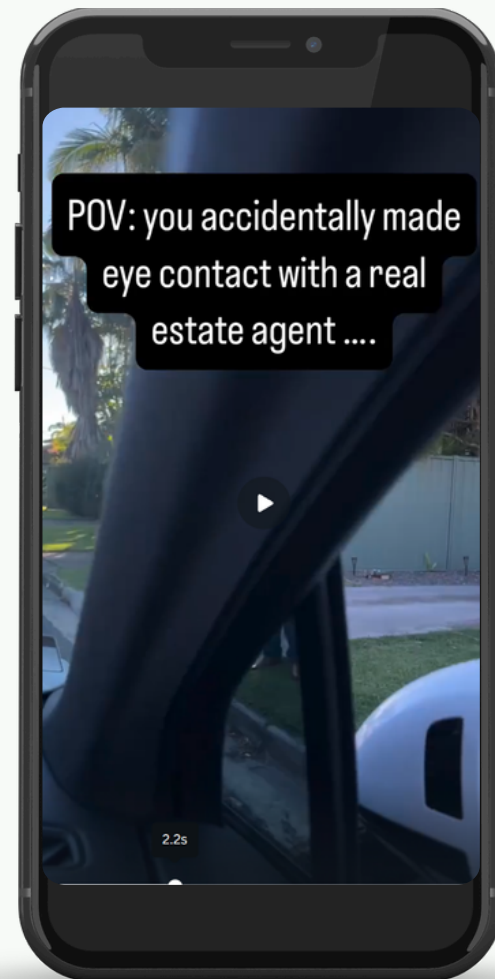 POV: you accidentally made
eye contact with a real
estate agent ....
2.2s